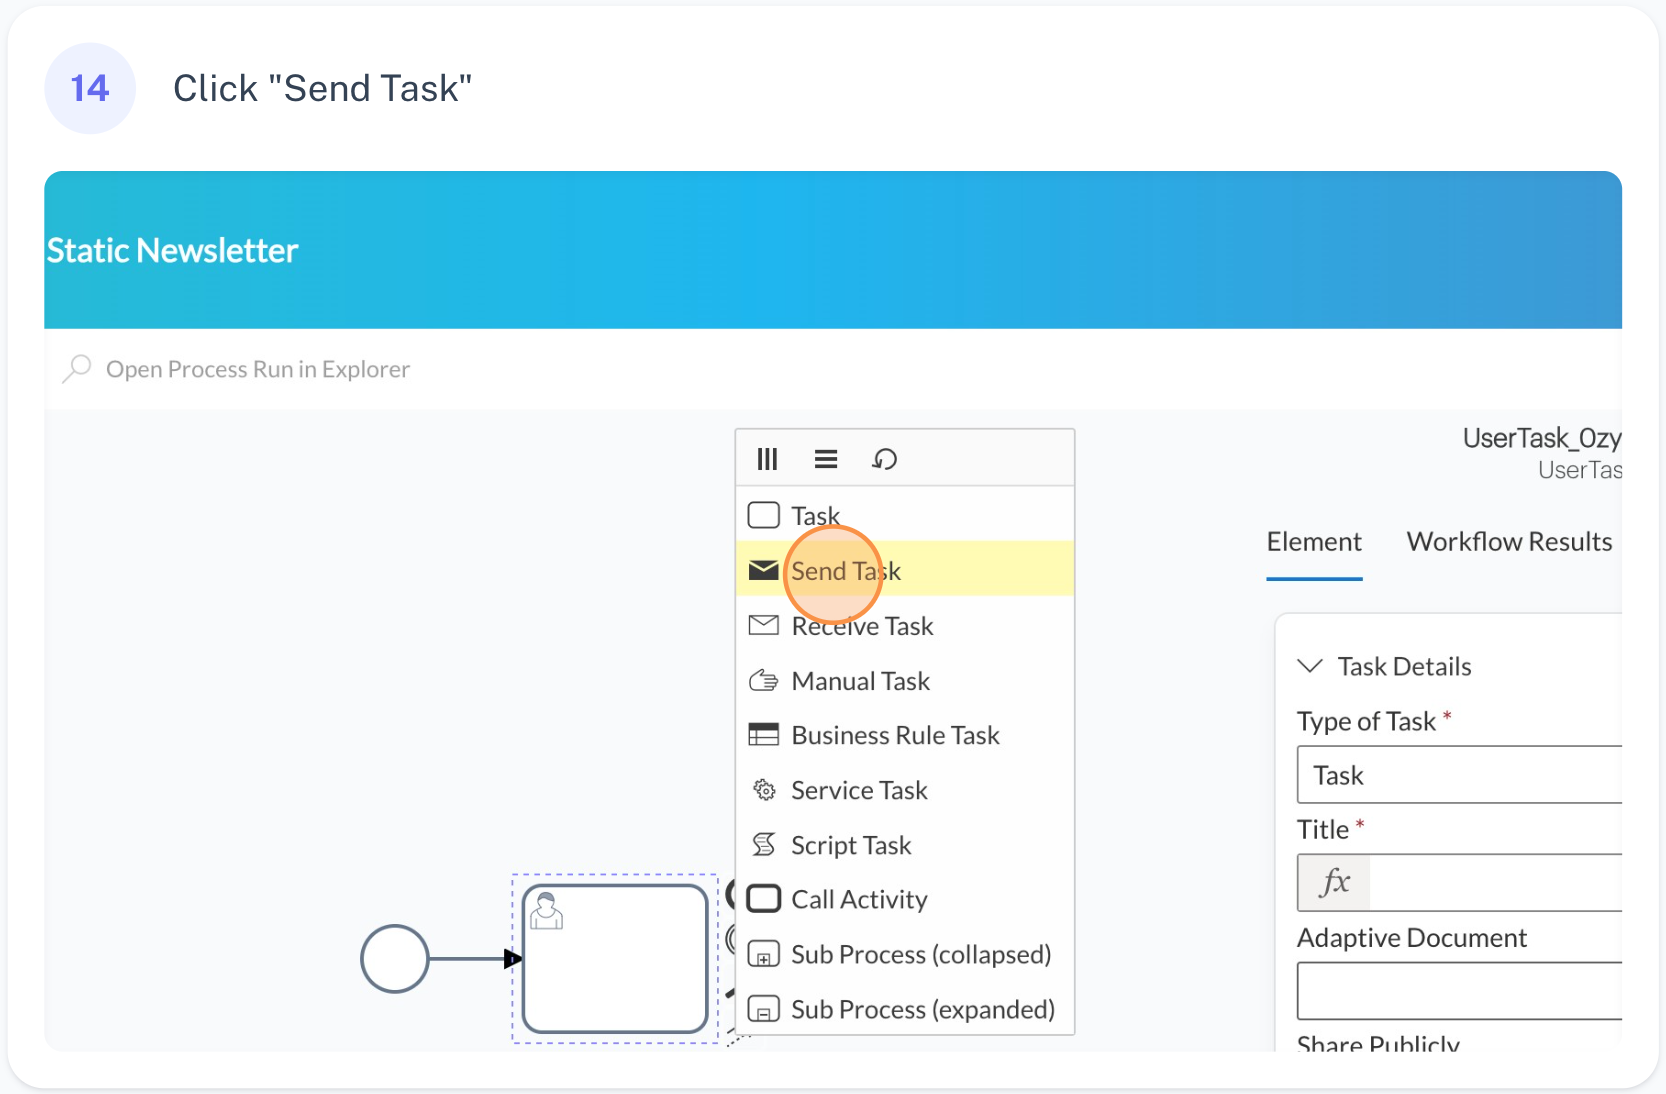 14
Click "Send Task"
Static Newsletter
Open Process Run in Explorer
UserTask_0zy
UserTas
Task
Send Task
Receive Task
Manual Task
Business Rule Task
Service Task
Script Task
Call Activity
Sub Process (collapsed)
Sub Process (expanded)
Element
Workflow Results
Task Details
Type of Task *
Task
Title *
fx
Adaptive Document
Share Publicly